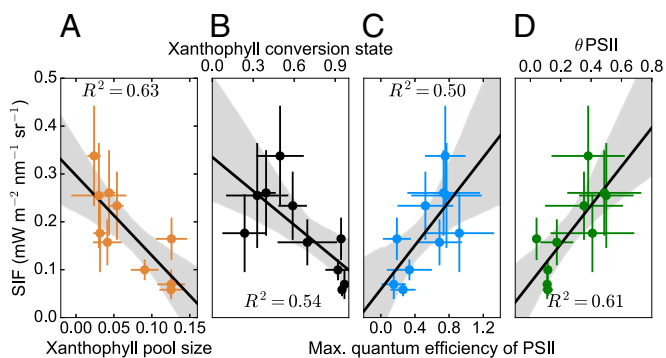 A B C D
Xanthophyll conversion state θPSII
0.0 0.3 0.6 0.9 0.0 0.2 0.4 0.6 0.8
R² = 0.63 R² = 0.50
0.5
0.4
0.3
0.2
0.1
0.0
SIF (mW m⁻² nm⁻¹ sr⁻¹)
R² = 0.54 R² = 0.61
0.00 0.05 0.10 0.15 0.0 0.4 0.8 1.2
Xanthophyll pool size Max. quantum efficiency of PSII